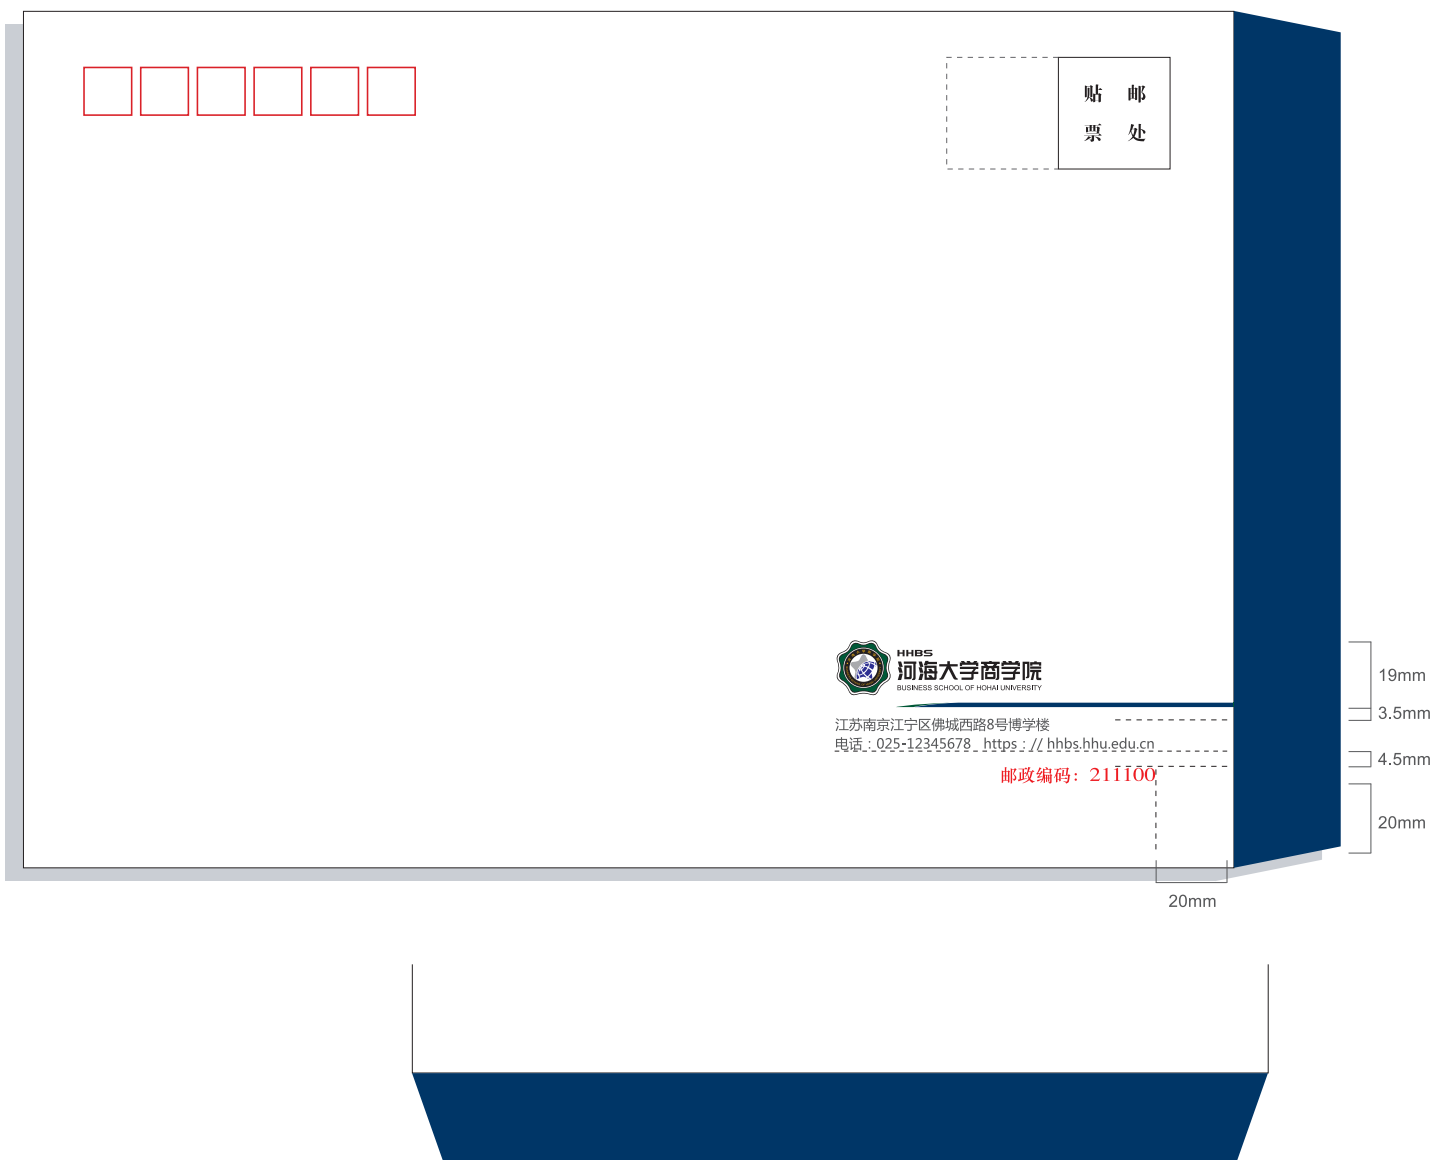 贴 邮
票 处
HHBS
河海大学商学院
BUSINESS SCHOOL OF HOHAI UNIVERSITY
江苏南京江宁区佛城西路8号博学楼
电话：025-12345678 https：// hhbs.hhu.edu.cn
邮政编码：211100
19mm
3.5mm
4.5mm
20mm
20mm